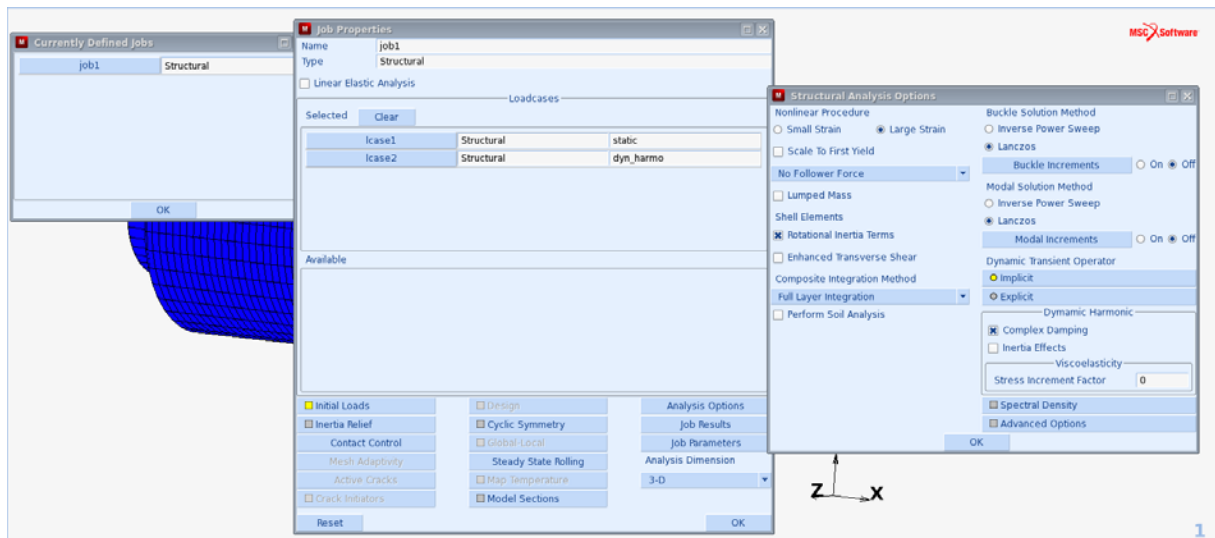 Currently Defined Jobs
job1 Structural
OK
Job Properties
Name job1
Type Structural
Linear Elastic Analysis
Loadcases
Selected Clear
lcase1 Structural static
lcase2 Structural dyn_harmo
Available
Initial Loads Design Analysis Options
Inertia Relief Cyclic Symmetry Job Results
Contact Control Global-Local Job Parameters
Mesh Adaptivity Steady State Rolling Analysis Dimension
Active Cracks Map Temperature 3-D
Crack Initiators Model Sections
Reset OK
MSC Software
Structural Analysis Options
Nonlinear Procedure
Small Strain Large Strain
Scale To First Yield
No Follower Force
Lumped Mass
Shell Elements
Rotational Inertia Terms
Enhanced Transverse Shear
Composite Integration Method
Full Layer Integration
Perform Soil Analysis
Buckle Solution Method
Inverse Power Sweep
Lanczos
Buckle Increments On Off
Modal Solution Method
Inverse Power Sweep
Lanczos
Modal Increments On Off
Dynamic Transient Operator
Implicit
Explicit
Dymamic Harmonic
Complex Damping
Inertia Effects
Viscoelasticity
Stress Increment Factor 0
Spectral Density
Advanced Options
OK
Z X
1